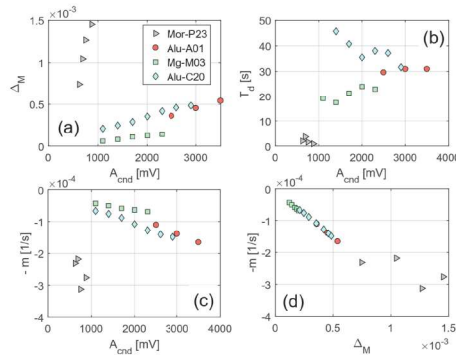 × 10⁻³
1.5
1
0.5
0
Δ_M
(a)
0 1000 2000 3000
A_cnd [mV]
Mor-P23
Alu-A01
Mg-M03
Alu-C20
50
40
30
20
10
0
T_d [s]
(b)
0 1000 2000 3000 4000
A_cnd [mV]
× 10⁻⁴
0
-1
-2
-3
-4
- m [1/s]
(c)
0 1000 2000 3000 4000
A_cnd [mV]
× 10⁻⁴
0
-1
-2
-3
-4
-m [1/s]
(d)
0 0.5 1 1.5
Δ_M × 10⁻³